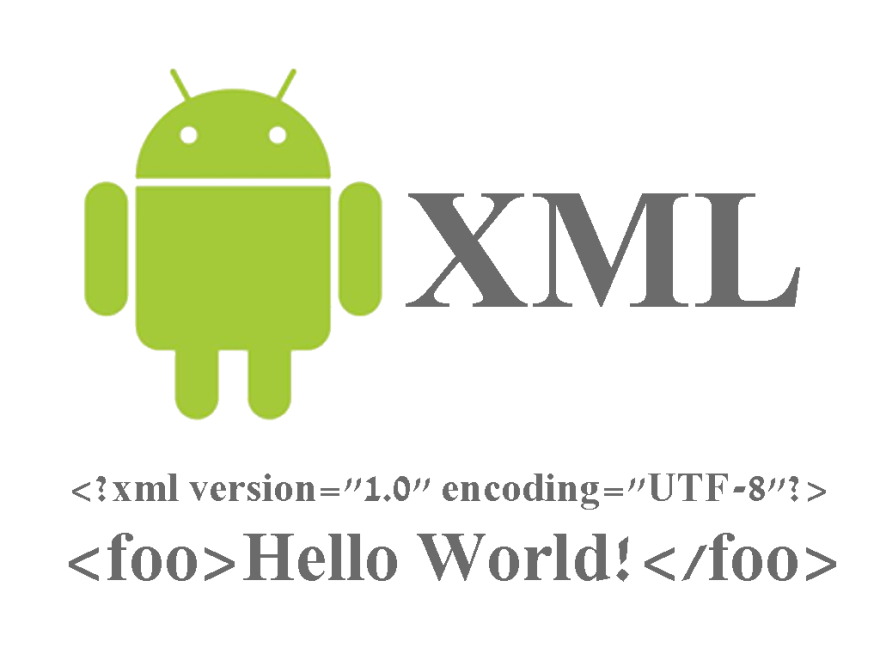 XML
<?xml version="1.0" encoding="UTF-8"?>
<foo>Hello World!</foo>